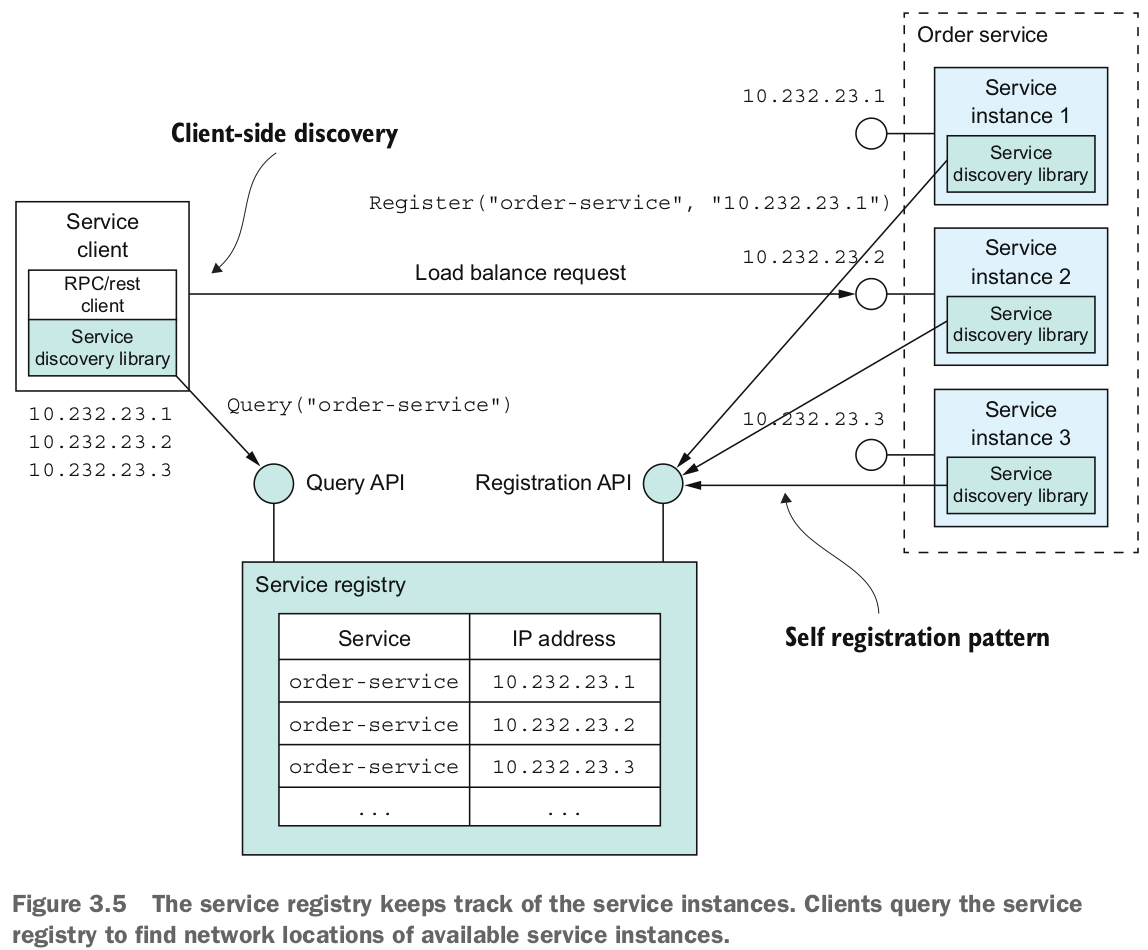 Order service
10.232.23.1
Service
instance 1
Service
discovery library
Client-side discovery
Register("order-service", "10.232.23.1")
Service
client
RPC/rest
client
Service
discovery library
10.232.23.1
10.232.23.2
10.232.23.3
Load balance request
10.232.23.2
Service
instance 2
Service
discovery library
Query("order-service")
10.232.23.3
Service
instance 3
Service
discovery library
Query API
Registration API
Self registration pattern
Service registry
Service IP address
order-service 10.232.23.1
order-service 10.232.23.2
order-service 10.232.23.3
... ...
Figure 3.5 The service registry keeps track of the service instances. Clients query the service
registry to find network locations of available service instances.